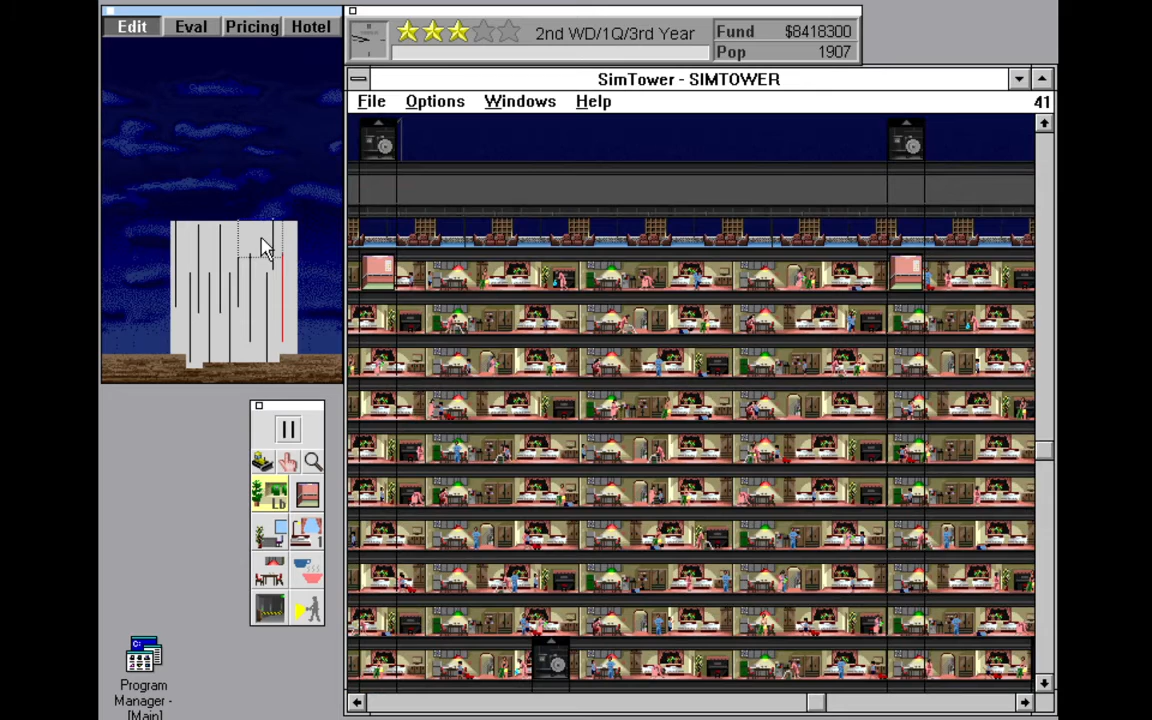 Edit Eval Pricing Hotel
2nd WD/1Q/3rd Year
Fund $8418300
Pop 1907
SimTower - SIMTOWER
File Options Windows Help 41
Lb
Program
Manager -
[Main]